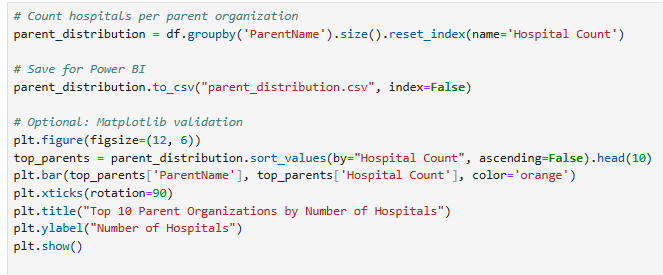 # Count hospitals per parent organization
parent_distribution = df.groupby('ParentName').size().reset_index(name='Hospital Count')
# Save for Power BI
parent_distribution.to_csv("parent_distribution.csv", index=False)
# Optional: Matplotlib validation
plt.figure(figsize=(12, 6))
top_parents = parent_distribution.sort_values(by="Hospital Count", ascending=False).head(10)
plt.bar(top_parents['ParentName'], top_parents['Hospital Count'], color='orange')
plt.xticks(rotation=90)
plt.title("Top 10 Parent Organizations by Number of Hospitals")
plt.ylabel("Number of Hospitals")
plt.show()